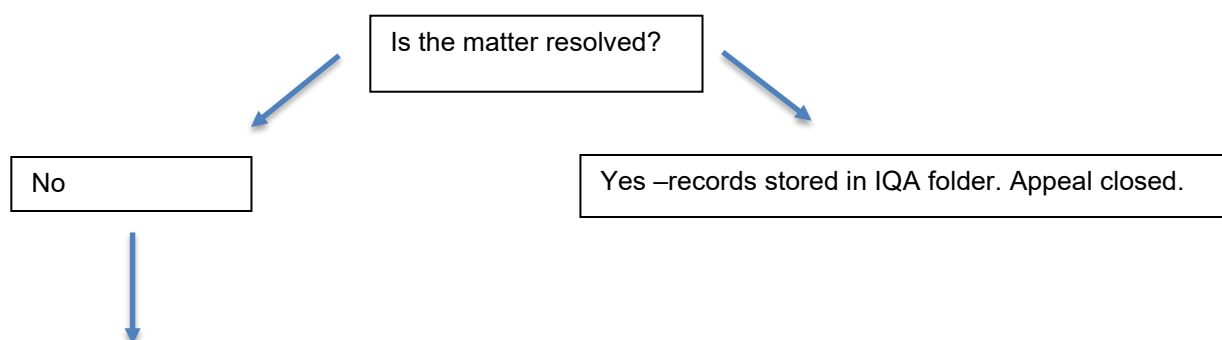 Is the matter resolved?
No
Yes –records stored in IQA folder. Appeal closed.